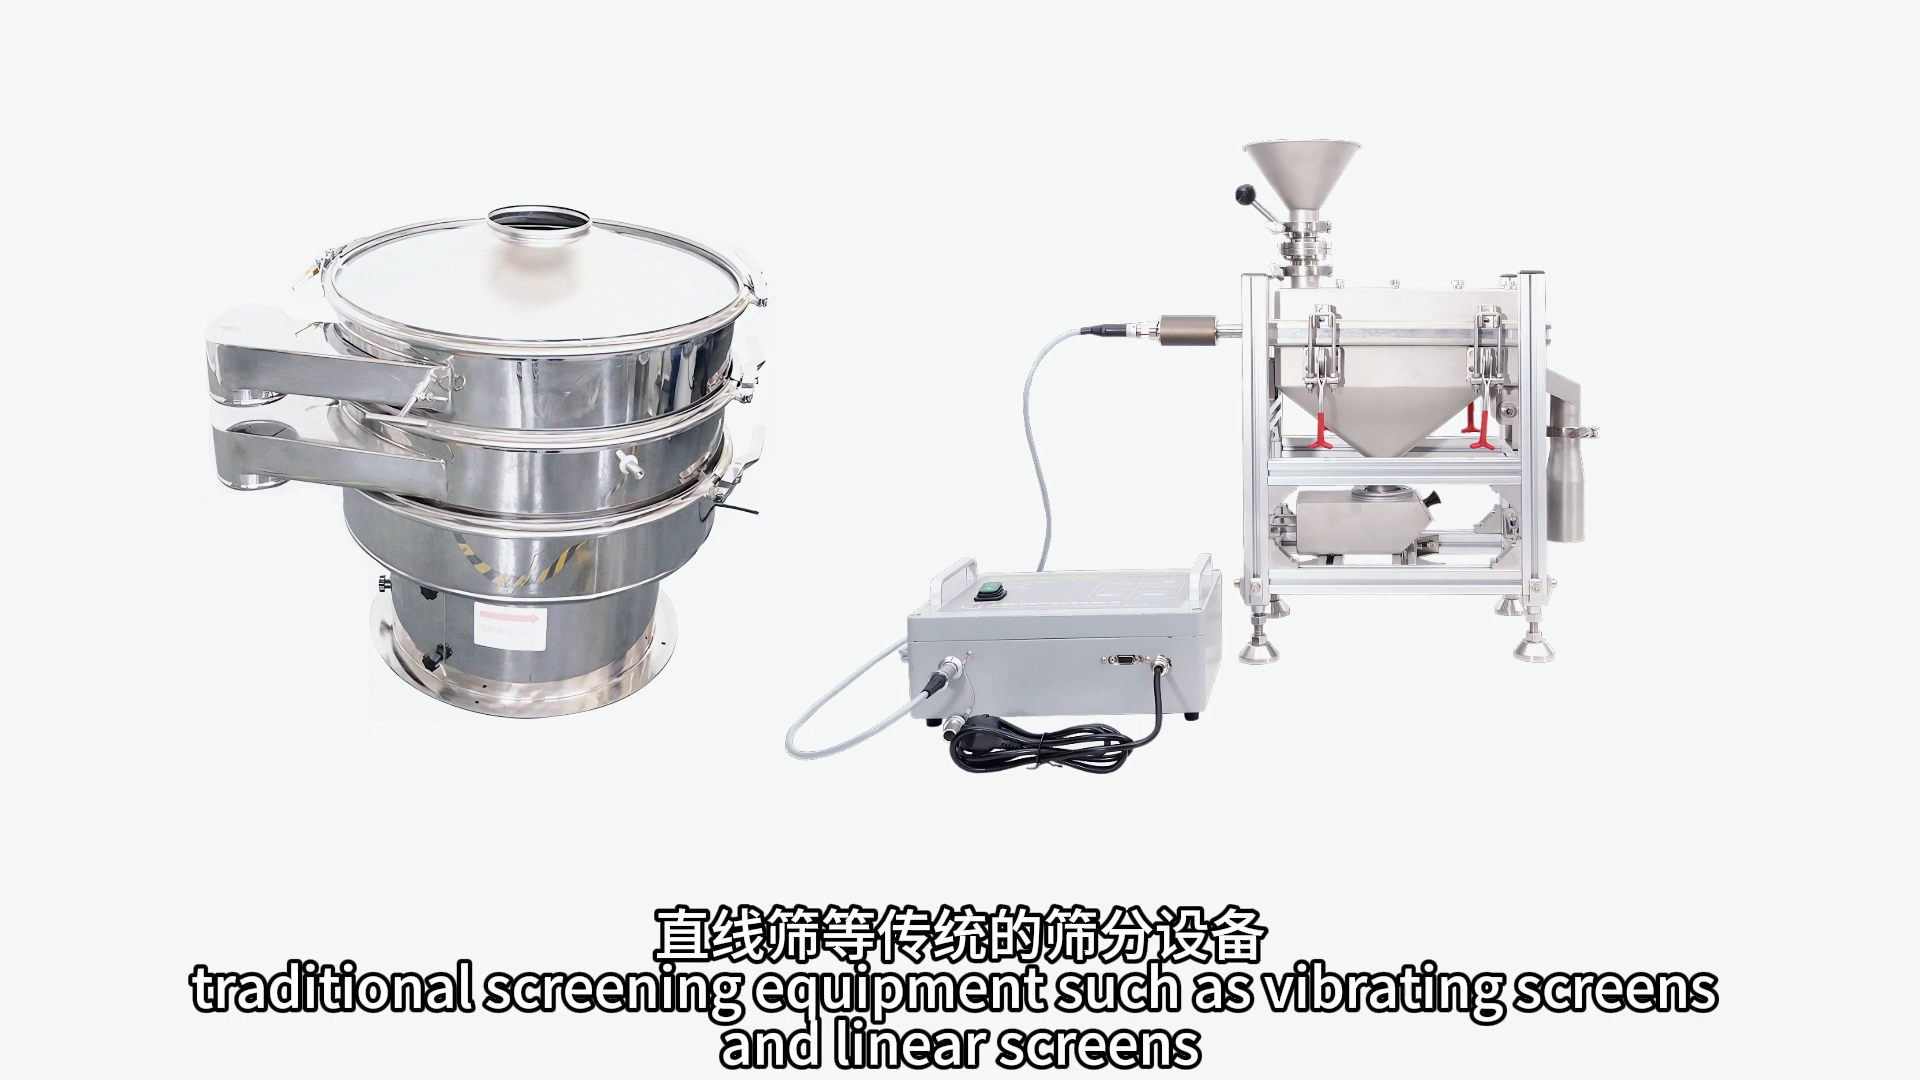 直线筛等传统的筛分设备
traditional screening equipment such as vibrating screens
and linear screens